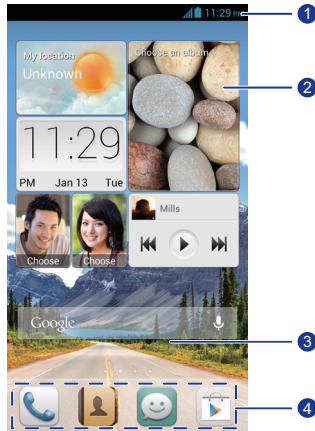 11:29 PM
1
My location
Unknown
Choose an album
2
11:29
PM Jan 13 Tue
Mills
Choose Choose
Google
3
4